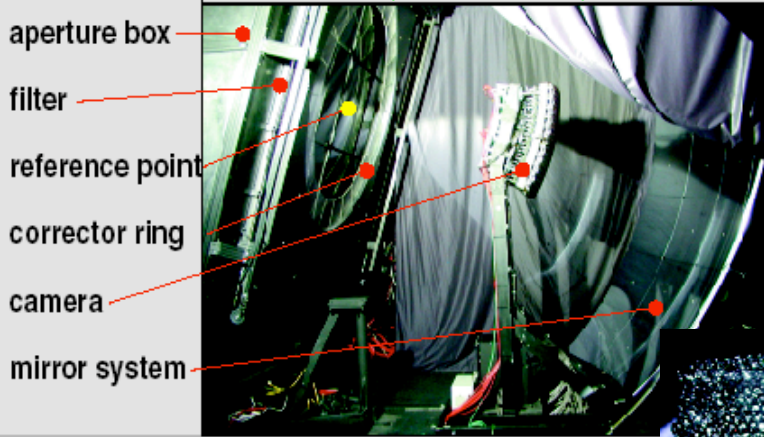 aperture box
filter
reference point
corrector ring
camera
mirror system